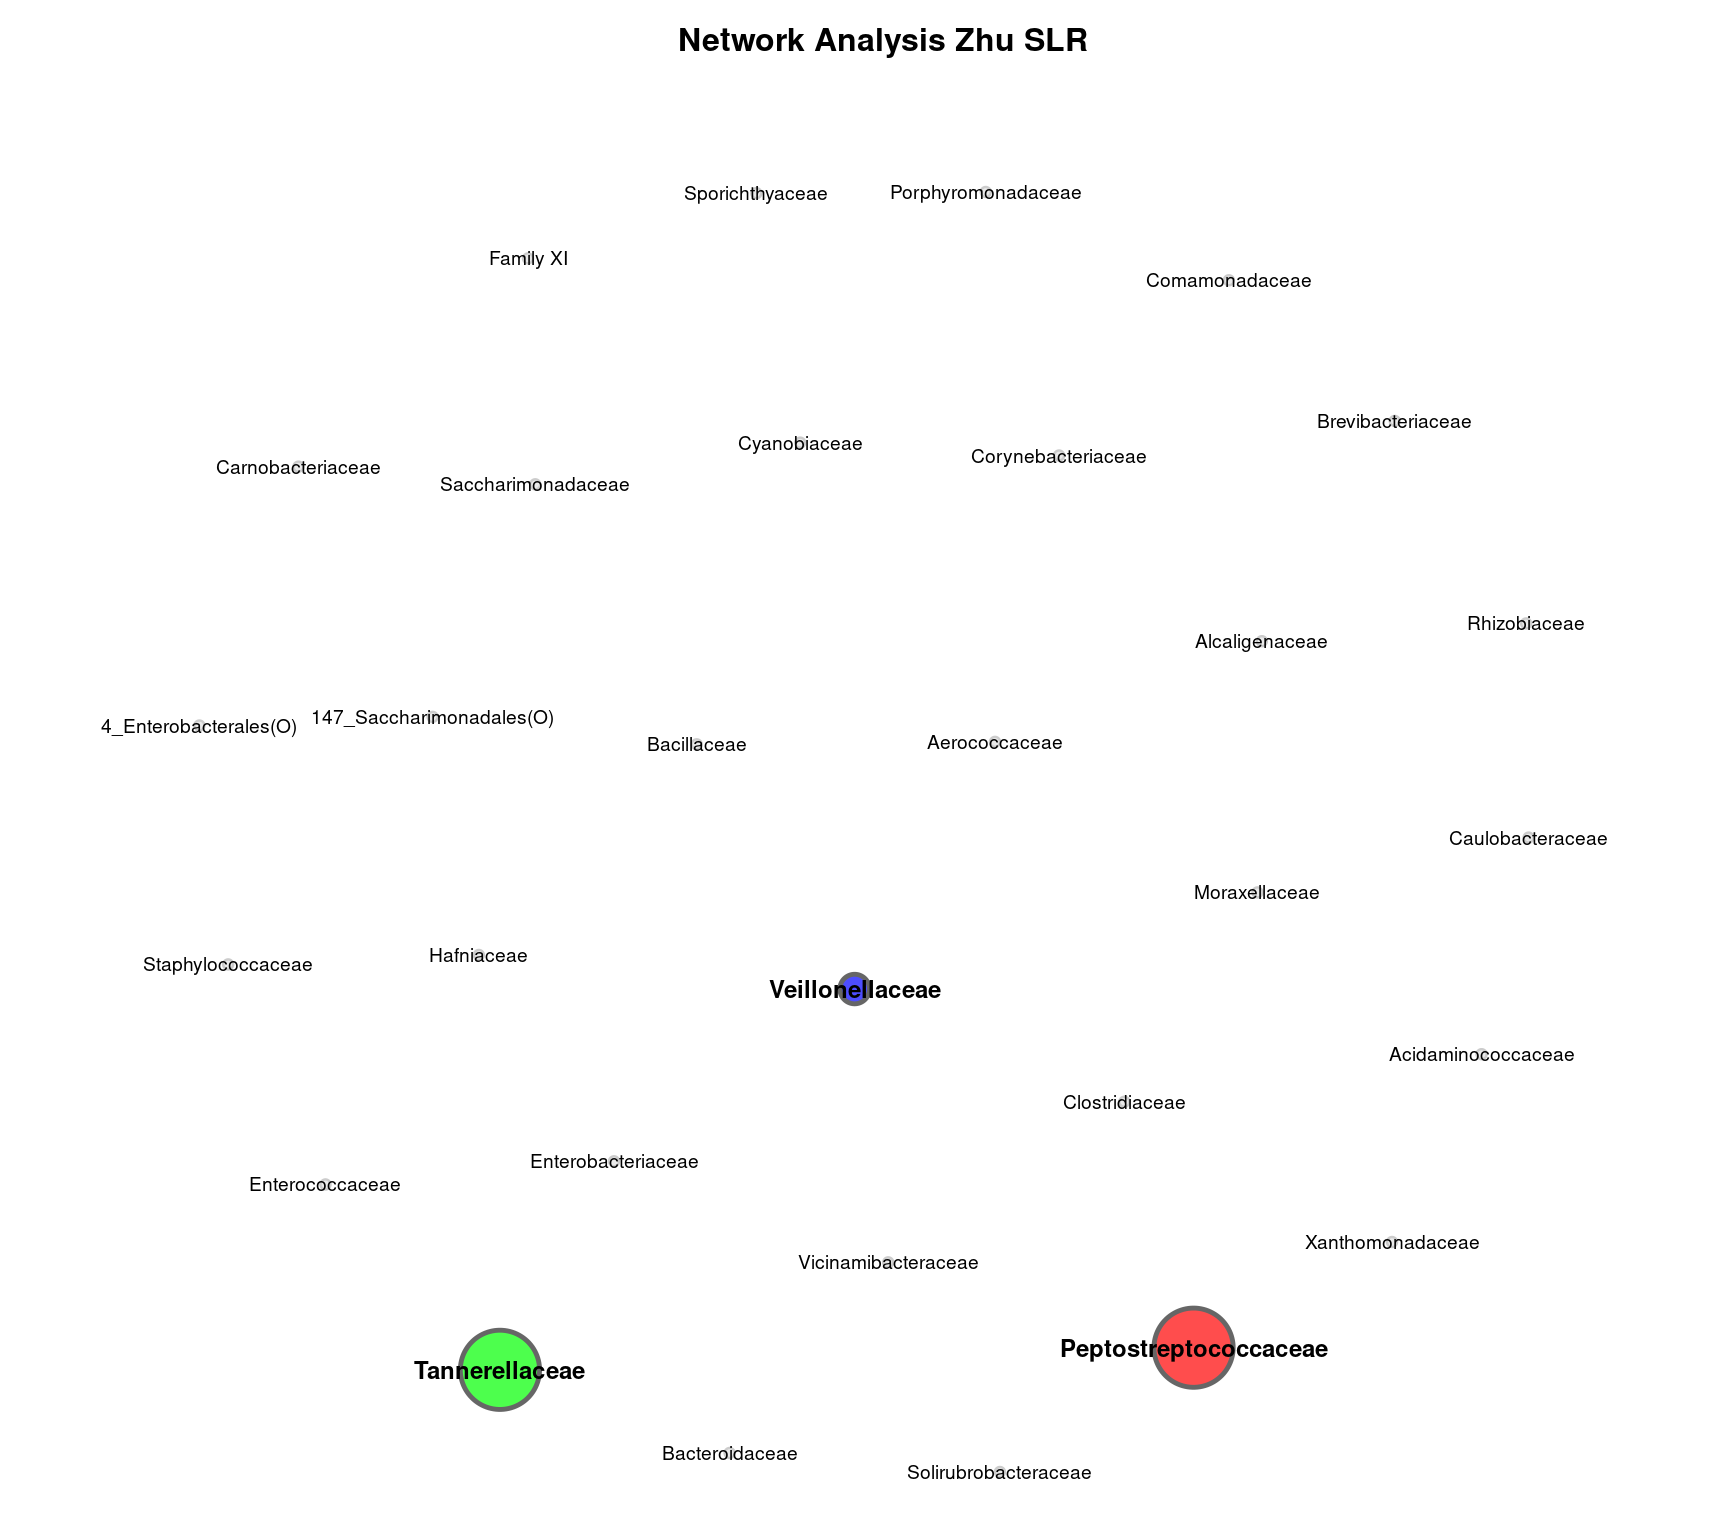 Network Analysis Zhu SLR
Sporichthyaceae
Porphyromonadaceae
Family XI
Comamonadaceae
Brevibacteriaceae
Cyanobiaceae
Corynebacteriaceae
Carnobacteriaceae
Saccharimonadaceae
Rhizobiaceae
Alcaligenaceae
4_Enterobacterales(O)
147_Saccharimonadales(O)
Bacillaceae
Aerococcaceae
Caulobacteraceae
Moraxellaceae
Staphylococcaceae
Hafniaceae
Veillonellaceae
Acidaminococcaceae
Clostridiaceae
Enterobacteriaceae
Enterococcaceae
Xanthomonadaceae
Vicinamibacteraceae
Peptostreptococcaceae
Tannerellaceae
Bacteroidaceae
Solirubrobacteraceae